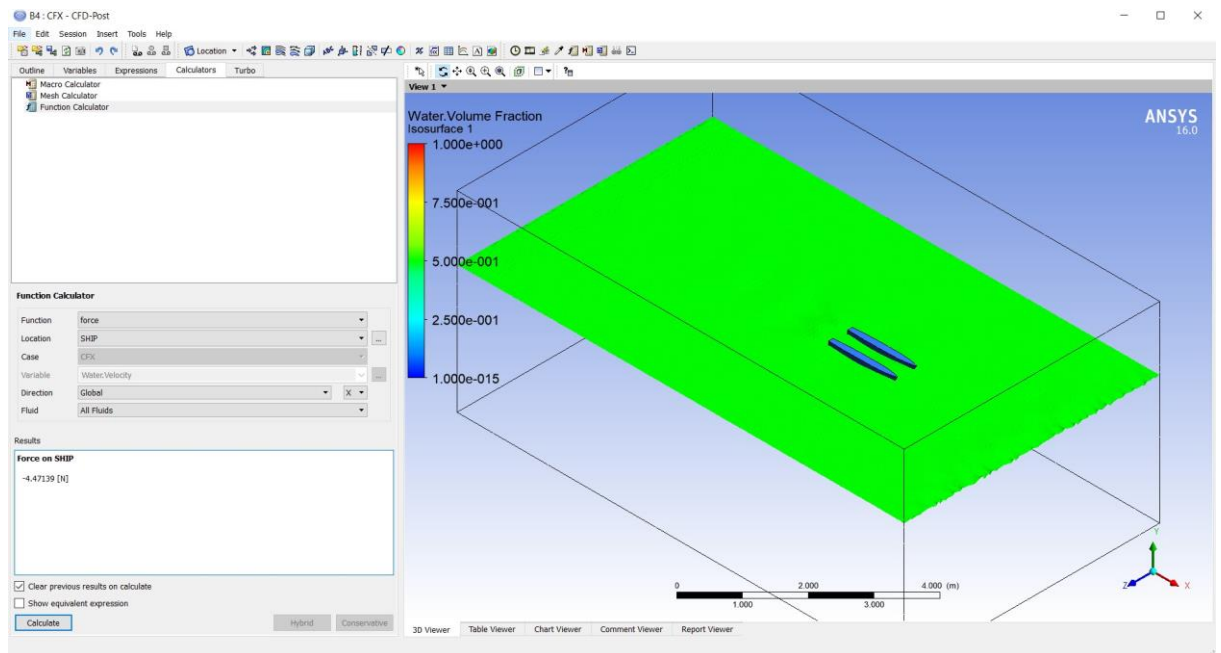 B4 : CFX - CFD-Post
File Edit Session Insert Tools Help
Location
Outline Variables Expressions Calculators Turbo
Macro Calculator
Mesh Calculator
Function Calculator
Function Calculator
Function force
Location SHIP
Case CFX
Variable Water.Velocity
Direction Global X
Fluid All Fluids
Results
Force on SHIP
-4.47139 [N]
Clear previous results on calculate
Show equivalent expression
Calculate Hybrid Conservative
View 1
Water.Volume Fraction
Isosurface 1
1.000e+000
7.500e-001
5.000e-001
2.500e-001
1.000e-015
ANSYS
16.0
0 2.000 4.000 (m)
1.000 3.000
Y
Z X
3D Viewer Table Viewer Chart Viewer Comment Viewer Report Viewer